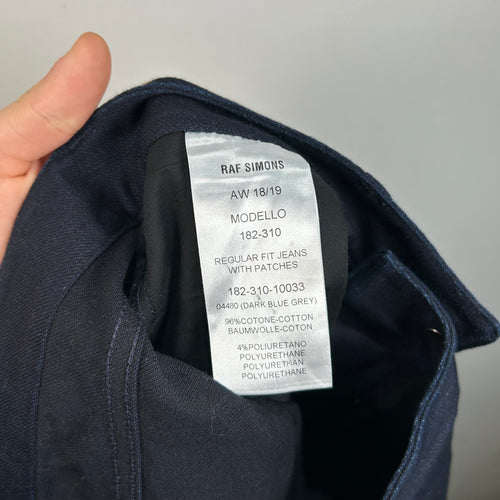 RAF SIMONS
AW 18/19
MODELLO
182-310
REGULAR FIT JEANS
WITH PATCHES
182-310-10033
04480 (DARK BLUE GREY)
96%COTONE-COTTON
BAUMWOLLE-COTON
4%POLIURETANO
POLYURETHANE
POLYURETHAN
POLYURETHANE